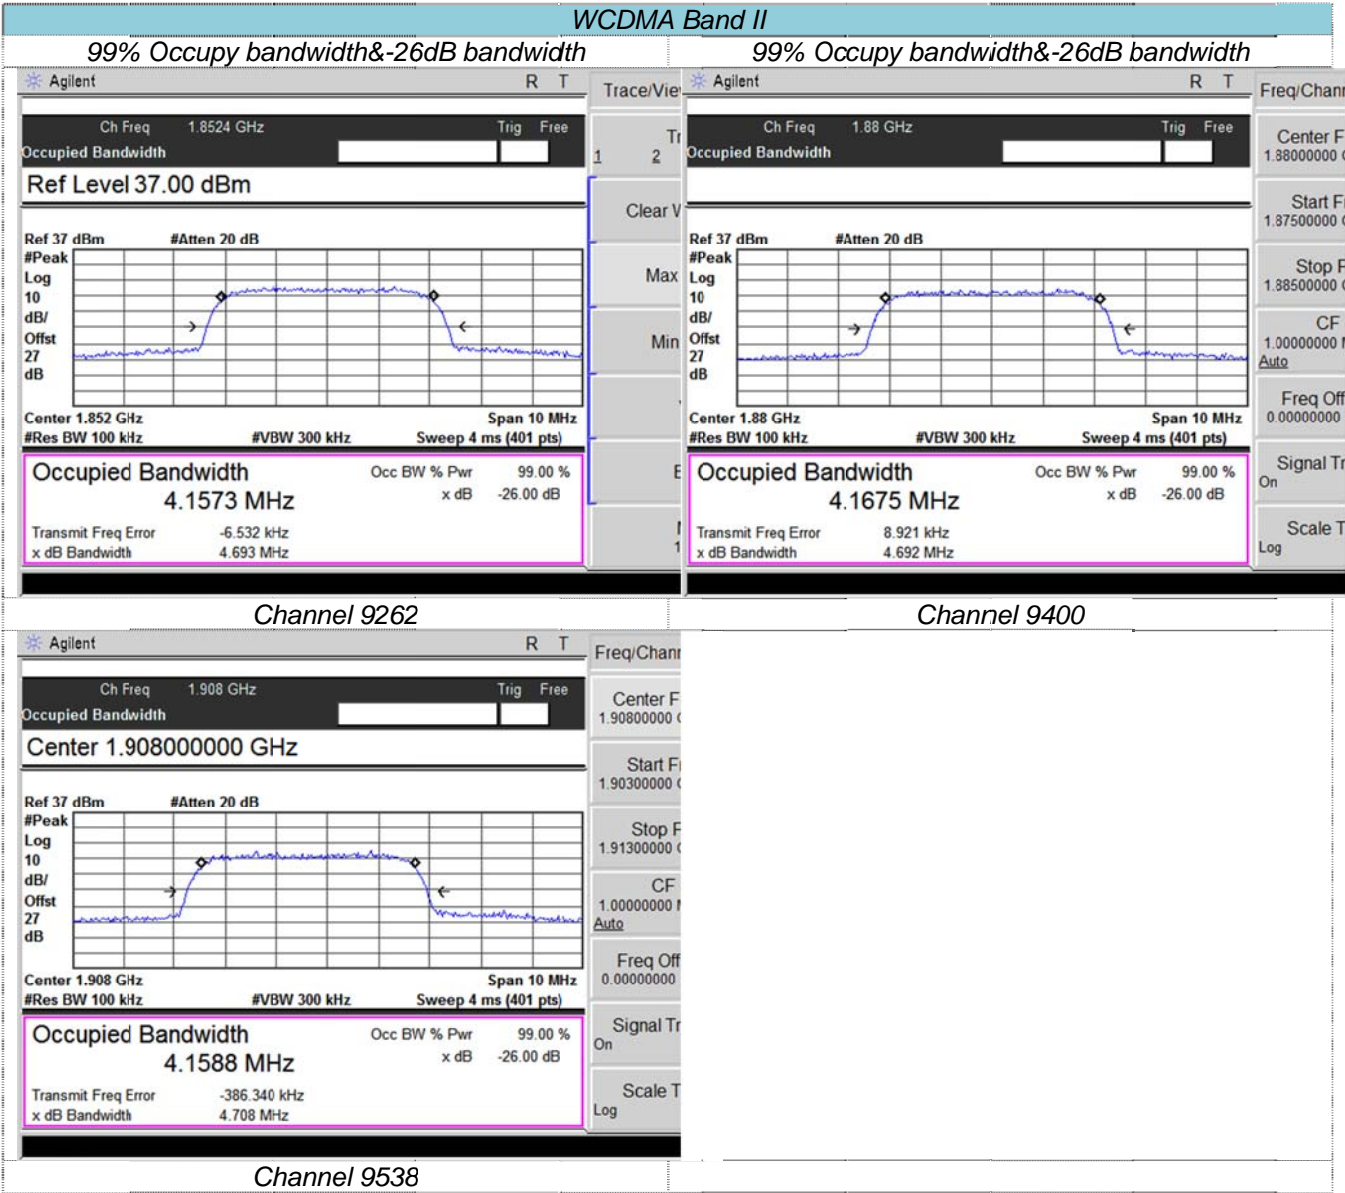 WCDMA Band II
99% Occupy bandwidth&-26dB bandwidth
99% Occupy bandwidth&-26dB bandwidth
Agilent R T
Trace/Vie
Ch Freq 1.8524 GHz Trig Free
Occupied Bandwidth
Tr
1 2
Ref Level 37.00 dBm
Clear
Ref 37 dBm #Atten 20 dB
#Peak
Log
10
dB/
Offst
27
dB
Max
Min
Center 1.852 GHz Span 10 MHz
#Res BW 100 kHz #VBW 300 kHz Sweep 4 ms (401 pts)
Occupied Bandwidth Occ BW % Pwr 99.00 %
4.1573 MHz x dB -26.00 dB
Transmit Freq Error -6.532 kHz
x dB Bandwidth 4.693 MHz
Channel 9262
Agilent R T
Freq/Chann
Ch Freq 1.88 GHz Trig Free
Occupied Bandwidth
Center F
1.88000000
Start F
1.87500000
Ref 37 dBm #Atten 20 dB
#Peak
Log
10
dB/
Offst
27
dB
Stop F
1.88500000
CF
1.00000000
Auto
Freq Off
0.00000000
Center 1.88 GHz Span 10 MHz
#Res BW 100 kHz #VBW 300 kHz Sweep 4 ms (401 pts)
Occupied Bandwidth Occ BW % Pwr 99.00 %
4.1675 MHz x dB -26.00 dB
Transmit Freq Error 8.921 kHz
x dB Bandwidth 4.692 MHz
Signal Tr
On
Scale T
Log
Channel 9400
Agilent R T
Freq/Chann
Ch Freq 1.908 GHz Trig Free
Occupied Bandwidth
Center F
1.90800000
Center 1.908000000 GHz
Start F
1.90300000
Ref 37 dBm #Atten 20 dB
#Peak
Log
10
dB/
Offst
27
dB
Stop F
1.91300000
CF
1.00000000
Auto
Freq Off
0.00000000
Center 1.908 GHz Span 10 MHz
#Res BW 100 kHz #VBW 300 kHz Sweep 4 ms (401 pts)
Occupied Bandwidth Occ BW % Pwr 99.00 %
4.1588 MHz x dB -26.00 dB
Transmit Freq Error -386.340 kHz
x dB Bandwidth 4.708 MHz
Signal Tr
On
Scale T
Log
Channel 9538